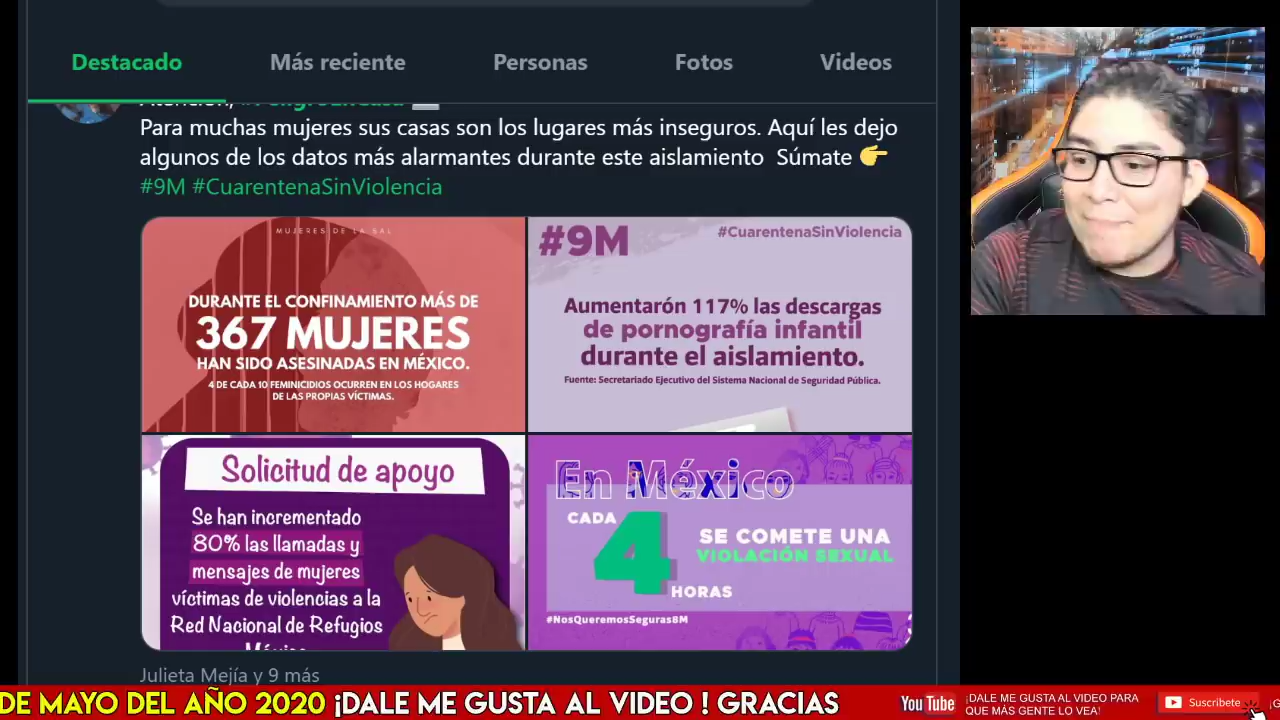 Destacado Más reciente Personas Fotos Videos
Atención,
Para muchas mujeres sus casas son los lugares más inseguros. Aquí les dejo
algunos de los datos más alarmantes durante este aislamiento Súmate 👉
#9M #CuarentenaSinViolencia
MUJERES DE LA SAL
DURANTE EL CONFINAMIENTO MÁS DE
367 MUJERES
HAN SIDO ASESINADAS EN MÉXICO.
4 DE CADA 10 FEMINICIDIOS OCURREN EN LOS HOGARES
DE LAS PROPIAS VÍCTIMAS.
#9M #CuarentenaSinViolencia
Aumentarón 117% las descargas
de pornografía infantil
durante el aislamiento.
Fuente: Secretariado Ejecutivo del Sistema Nacional de Seguridad Pública.
Solicitud de apoyo
Se han incrementado
80% las llamadas y
mensajes de mujeres
víctimas de violencias a la
Red Nacional de Refugios
En México
CADA
4
HORAS
SE COMETE UNA
VIOLACIÓN SEXUAL
#NosQueremosSeguras8M
Julieta Mejía y 9 más
DE MAYO DEL AÑO 2020 ¡DALE ME GUSTA AL VIDEO ! GRACIAS
YouTube
¡DALE ME GUSTA AL VIDEO PARA
QUE MÁS GENTE LO VEA!
Suscribete